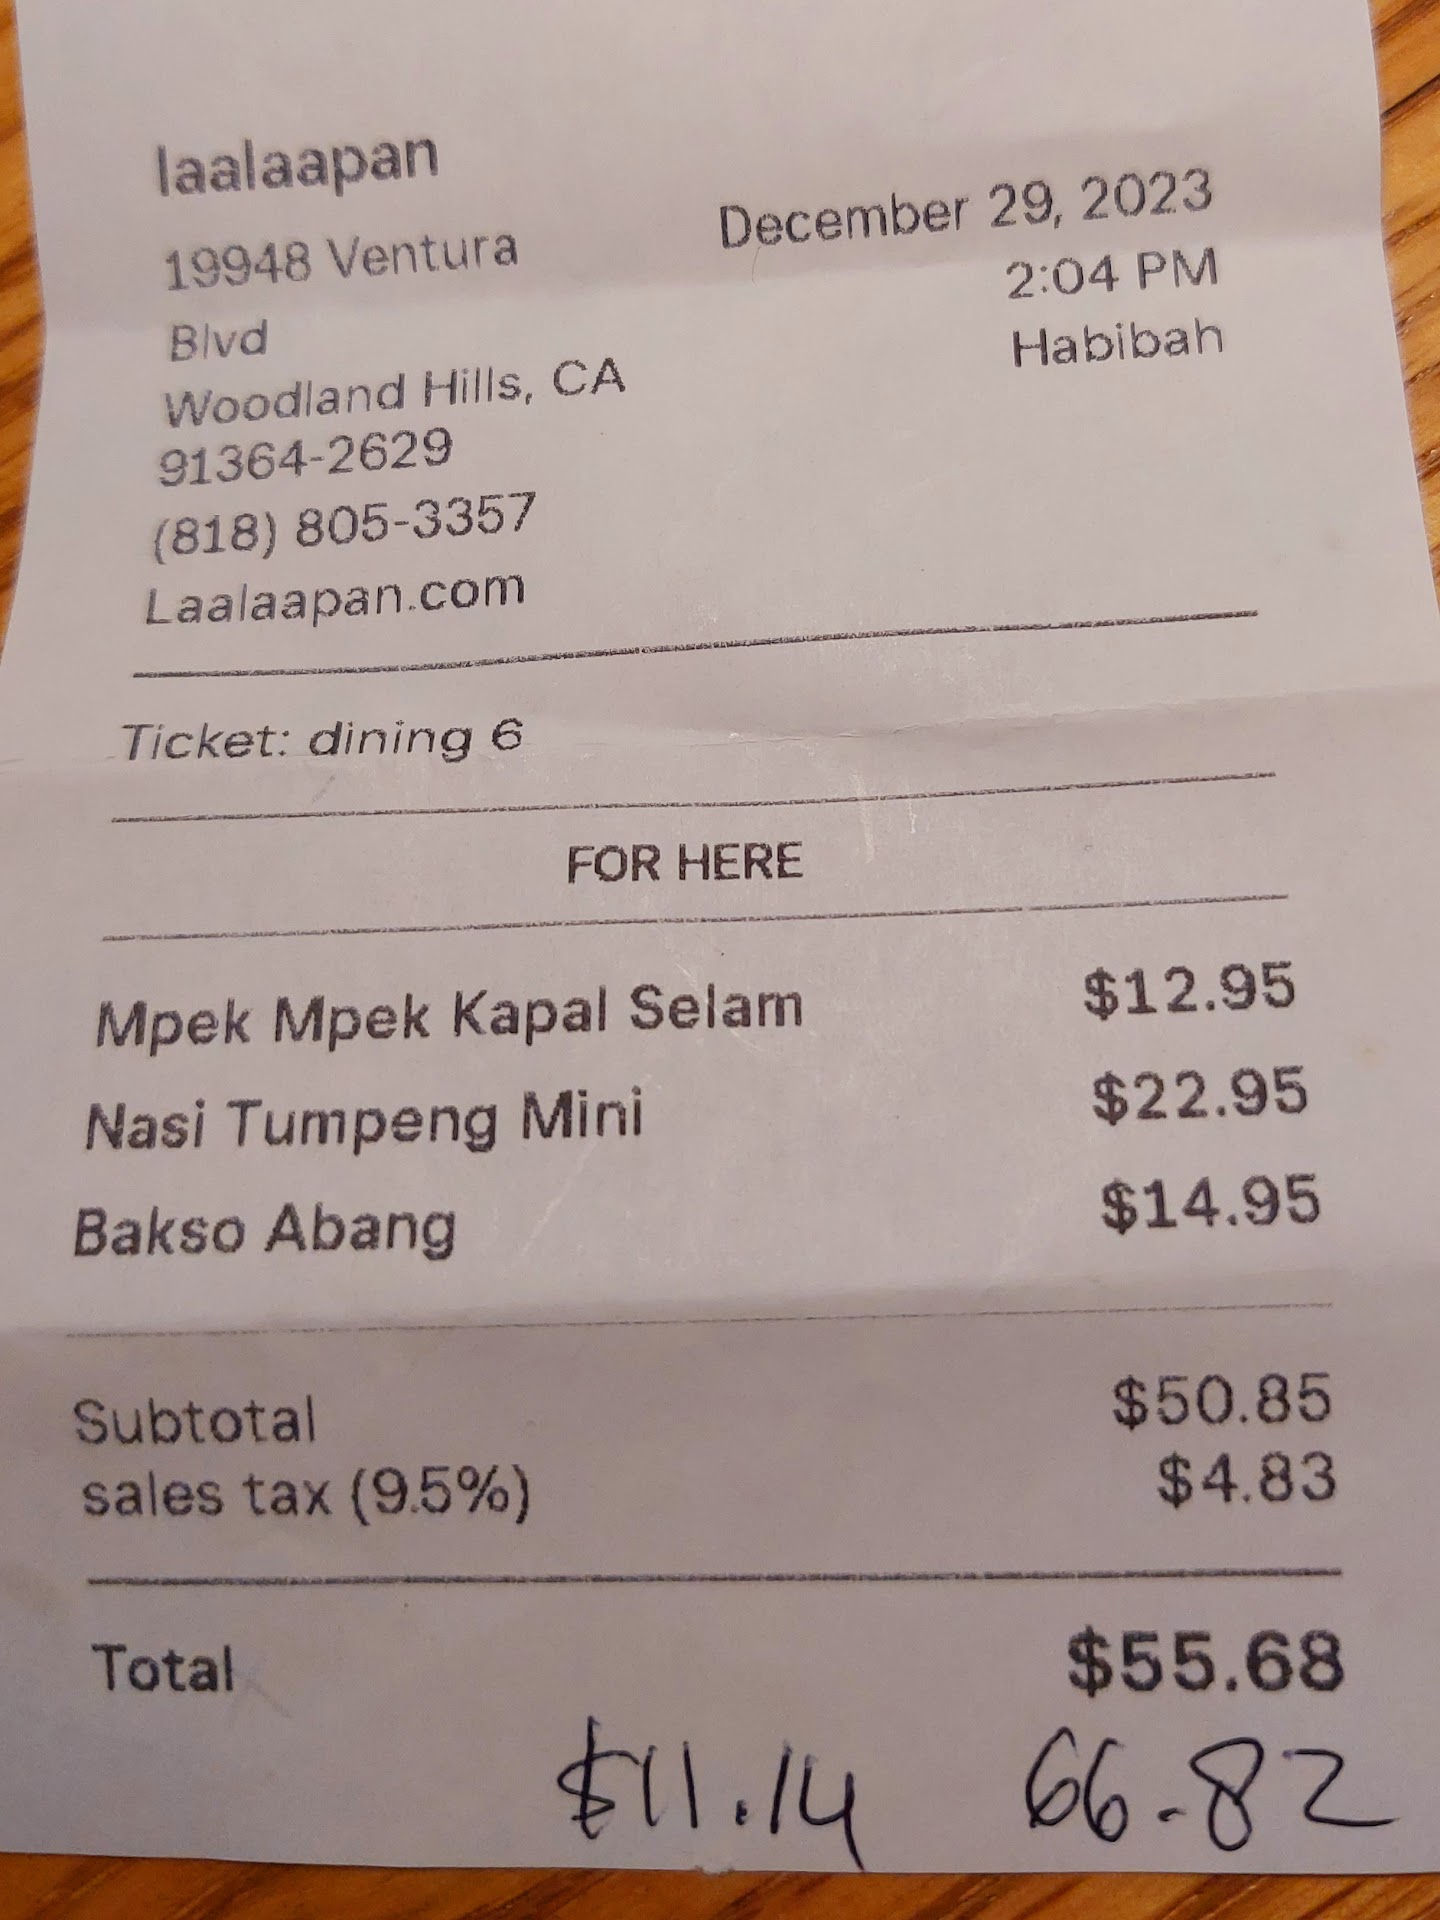 laalaapan
19948 Ventura
Blvd
Woodland Hills, CA
91364-2629
(818) 805-3357
Laalaapan.com
December 29, 2023
2:04 PM
Habibah
Ticket: dining 6
FOR HERE
Mpek Mpek Kapal Selam $12.95
Nasi Tumpeng Mini $22.95
Bakso Abang $14.95
Subtotal $50.85
sales tax (9.5%) $4.83
Total $55.68
$11.14 66.82